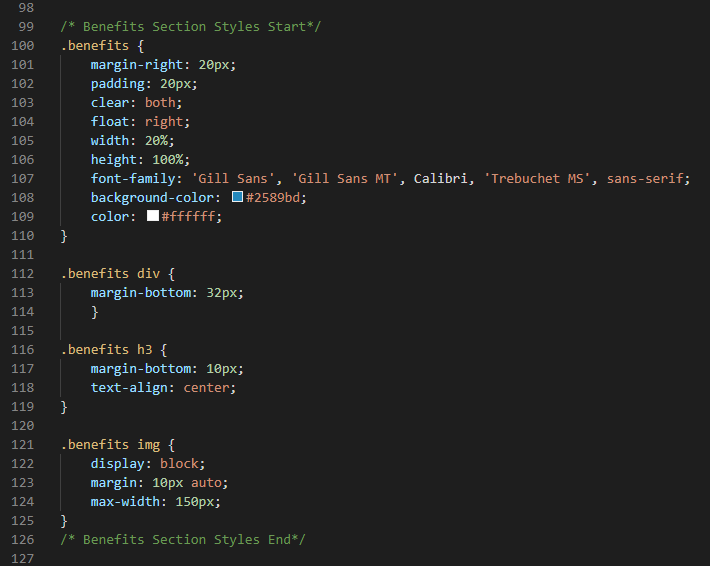 98
99 /* Benefits Section Styles Start*/
100 .benefits {
101     margin-right: 20px;
102     padding: 20px;
103     clear: both;
104     float: right;
105     width: 20%;
106     height: 100%;
107     font-family: 'Gill Sans', 'Gill Sans MT', Calibri, 'Trebuchet MS', sans-serif;
108     background-color: #2589bd;
109     color: #ffffff;
110 }
111
112 .benefits div {
113     margin-bottom: 32px;
114     }
115
116 .benefits h3 {
117     margin-bottom: 10px;
118     text-align: center;
119 }
120
121 .benefits img {
122     display: block;
123     margin: 10px auto;
124     max-width: 150px;
125 }
126 /* Benefits Section Styles End*/
127